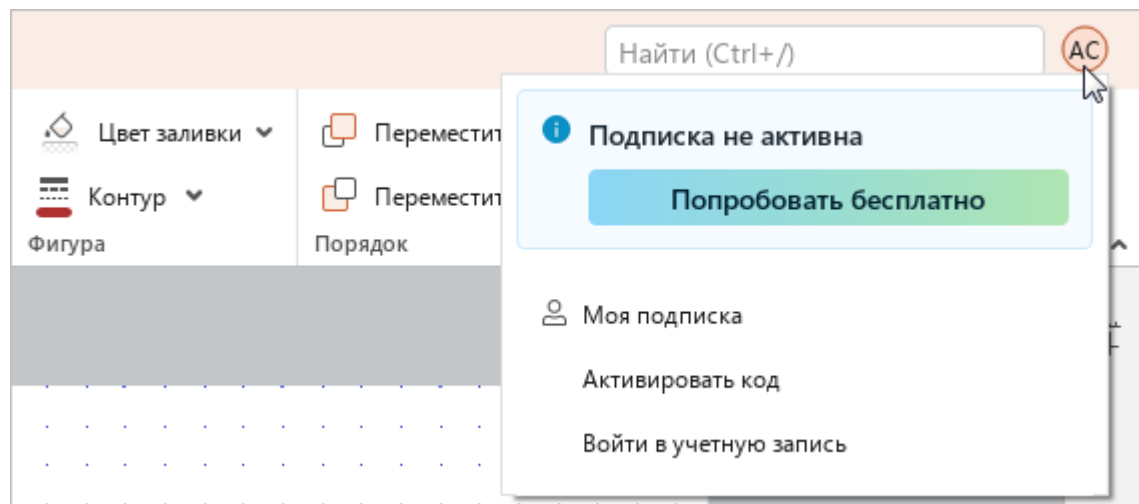 Найти (Ctrl+/)
АС
Цвет заливки
Переместит
Контур
Переместит
Фигура
Порядок
Подписка не активна
Попробовать бесплатно
Моя подписка
Активировать код
Войти в учетную запись